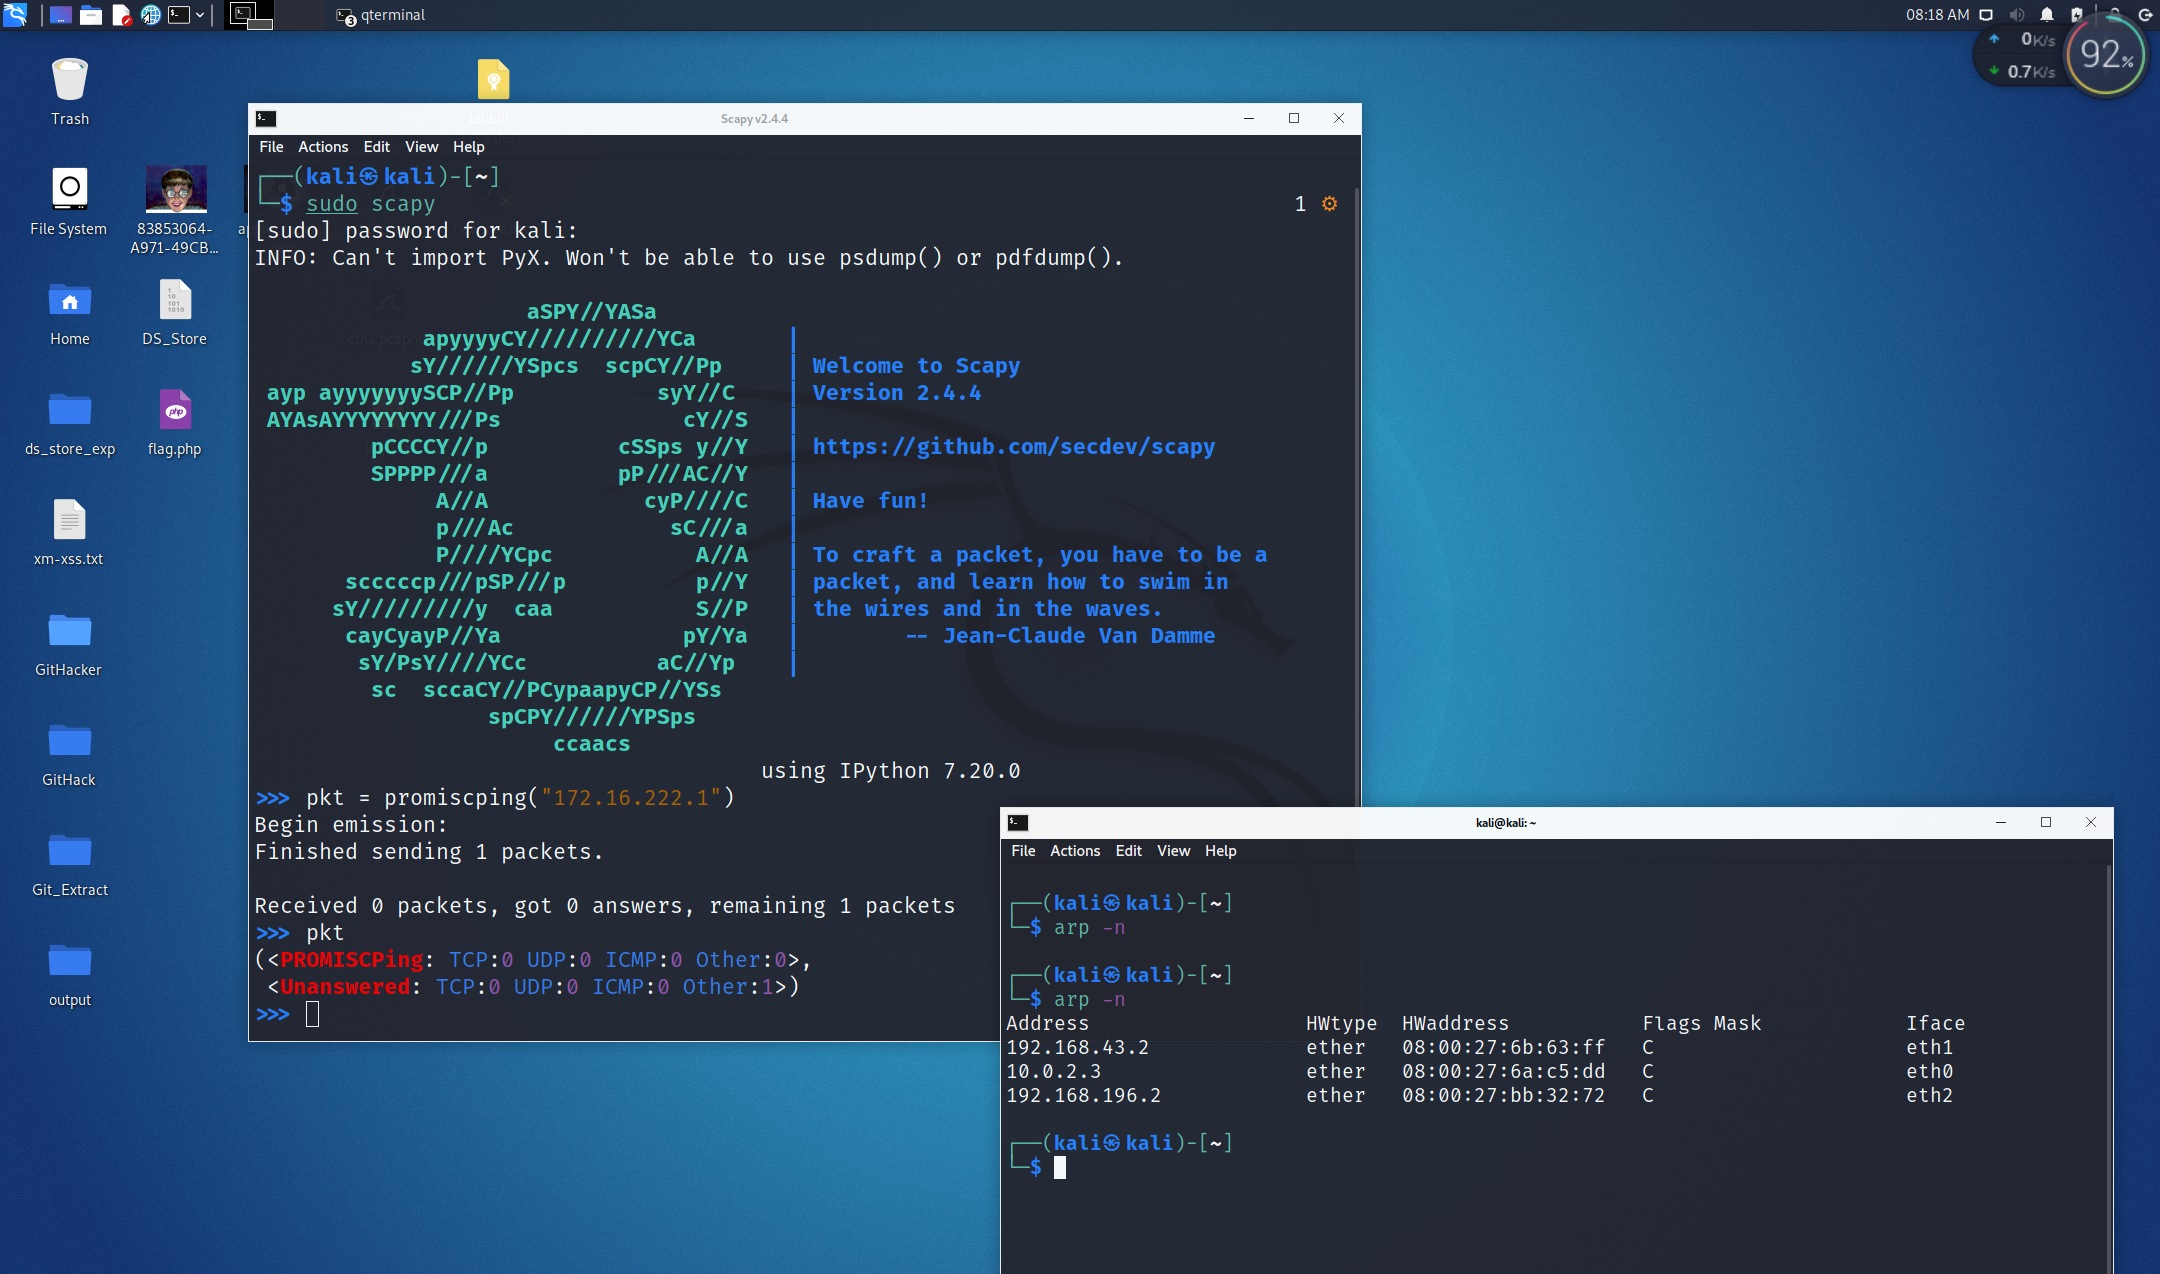 qterminal
08:18 AM
0K/s
0.7K/s
92%
Trash
File System
83853064-
A971-49CB...
Home
DS_Store
ds_store_exp
flag.php
xm-xss.txt
GitHacker
GitHack
Git_Extract
output
Scapy v2.4.4
File Actions Edit View Help
┌──(kali㉿kali)-[~]
└─$ sudo scapy 1 ⚙
[sudo] password for kali:
INFO: Can't import PyX. Won't be able to use psdump() or pdfdump().
aSPY//YASa
apyyyyCY//////////YCa |
sY//////YSpcs  scpCY//Pp | Welcome to Scapy
ayp ayyyyyyySCP//Pp           syY//C | Version 2.4.4
AYAsAYYYYYYYY///Ps              cY//S |
pCCCCY//p          cSSps y//Y | https://github.com/secdev/scapy
SPPPP///a          pP///AC//Y |
A//A            cyP////C | Have fun!
p///Ac            sC///a |
P////YCpc           A//A | To craft a packet, you have to be a
scccccp///pSP///p          p//Y | packet, and learn how to swim in
sY/////////y  caa           S//P | the wires and in the waves.
cayCyayP//Ya              pY/Ya | -- Jean-Claude Van Damme
sY/PsY////YCc          aC//Yp |
sc  sccaCY//PCypaapyCP//YSs
spCPY//////YPSps
ccaacs
using IPython 7.20.0
>>> pkt = promiscping("172.16.222.1")
Begin emission:
Finished sending 1 packets.
Received 0 packets, got 0 answers, remaining 1 packets
>>> pkt
(<PROMISCPing: TCP:0 UDP:0 ICMP:0 Other:0>,
<Unanswered: TCP:0 UDP:0 ICMP:0 Other:1>)
>>>
kali@kali: ~
File Actions Edit View Help
┌──(kali㉿kali)-[~]
└─$ arp -n
┌──(kali㉿kali)-[~]
└─$ arp -n
Address HWtype HWaddress Flags Mask Iface
192.168.43.2 ether 08:00:27:6b:63:ff C eth1
10.0.2.3 ether 08:00:27:6a:c5:dd C eth0
192.168.196.2 ether 08:00:27:bb:32:72 C eth2
┌──(kali㉿kali)-[~]
└─$